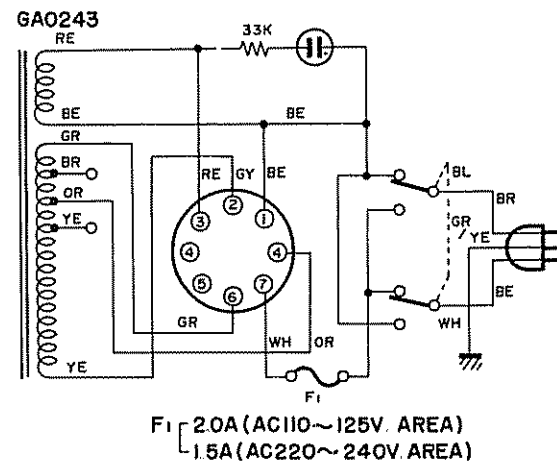 GAO243
RE
33K
BE
BE
GR
BR
OR
YE
RE
GY
BE
BL
BR
GR
YE
BE
3
2
1
4
4
5
6
7
GR
WH
OR
WH
YE
F1
F1
2.0A (AC110~125V. AREA)
1.5A (AC220~240V. AREA)